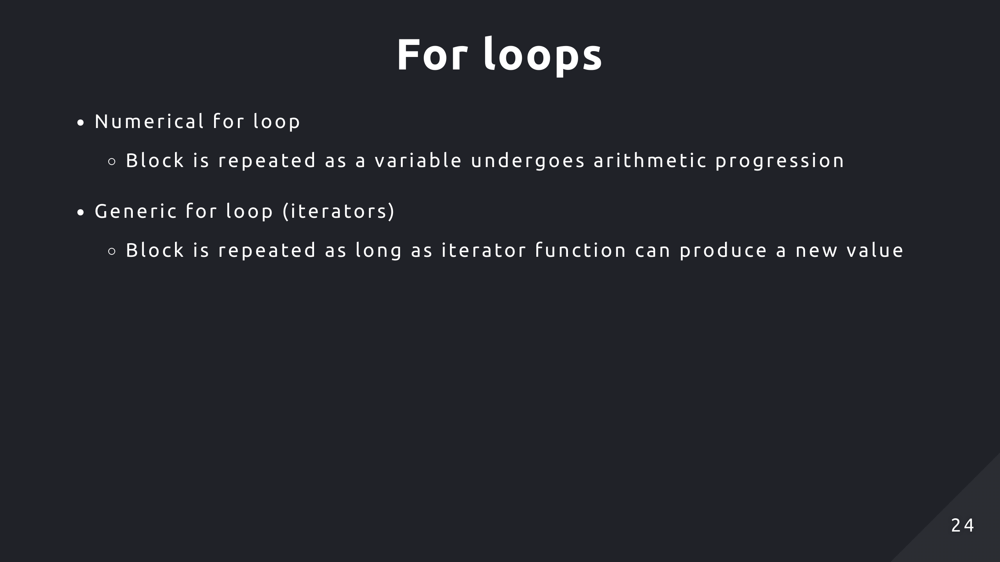 For loops
• Numerical for loop
◦ Block is repeated as a variable undergoes arithmetic progression
• Generic for loop (iterators)
◦ Block is repeated as long as iterator function can produce a new value
24